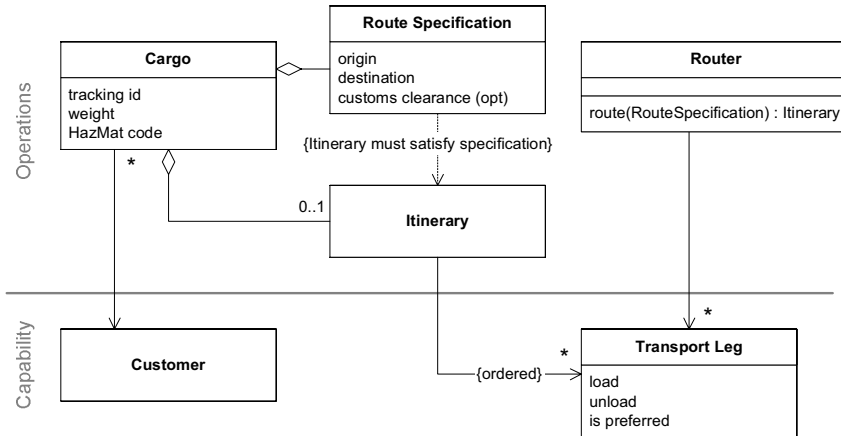 Operations
Cargo
tracking id
weight
HazMat code
Route Specification
origin
destination
customs clearance (opt)
Router
route(RouteSpecification) : Itinerary
{Itinerary must satisfy specification}
*
0..1
Itinerary
Capability
Customer
{ordered}
*
*
Transport Leg
load
unload
is preferred